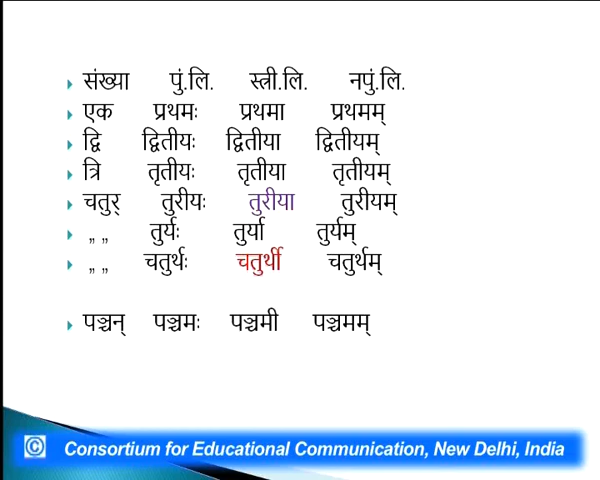 संख्या पुं.लि. स्त्री.लि. नपुं.लि.
एक प्रथमः प्रथमा प्रथमम्
द्वि द्वितीयः द्वितीया द्वितीयम्
त्रि तृतीयः तृतीया तृतीयम्
चतुर् तुरीयः तुरीया तुरीयम्
,, ,, तुर्यः तुर्या तुर्यम्
,, ,, चतुर्थः चतुर्थी चतुर्थम्
पञ्चन् पञ्चमः पञ्चमी पञ्चमम्
© Consortium for Educational Communication, New Delhi, India